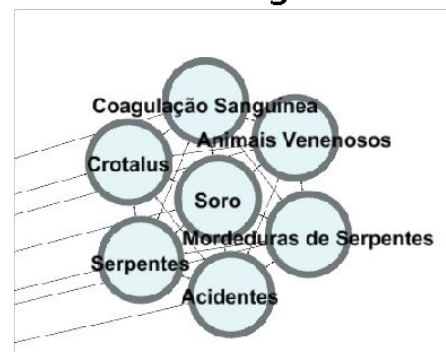 Coagulação Sanguínea
Animais Venenosos
Crotalus
Soro
Mordeduras de Serpentes
Serpentes
Acidentes